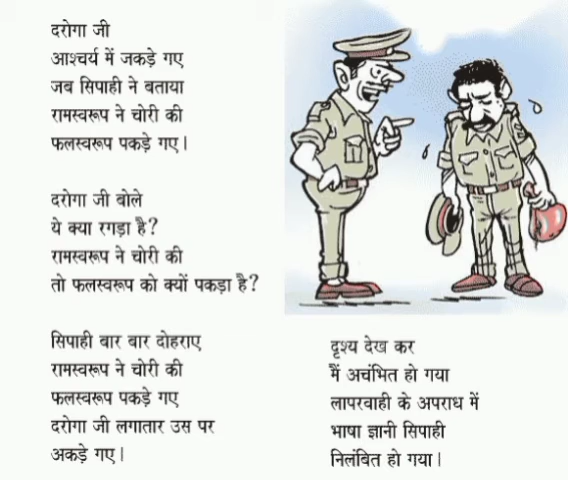 दरोगा जी
आश्चर्य में जकड़े गए
जब सिपाही ने बताया
रामस्वरूप ने चोरी की
फलस्वरूप पकड़े गए।
दरोगा जी बोले
ये क्या रगड़ा है?
रामस्वरूप ने चोरी की
तो फलस्वरूप को क्यों पकड़ा है?
सिपाही बार बार दोहराए
रामस्वरूप ने चोरी की
फलस्वरूप पकड़े गए
दरोगा जी लगातार उस पर
अकड़े गए।
दृश्य देख कर
मैं अचंभित हो गया
लापरवाही के अपराध में
भाषा ज्ञानी सिपाही
निलंबित हो गया।